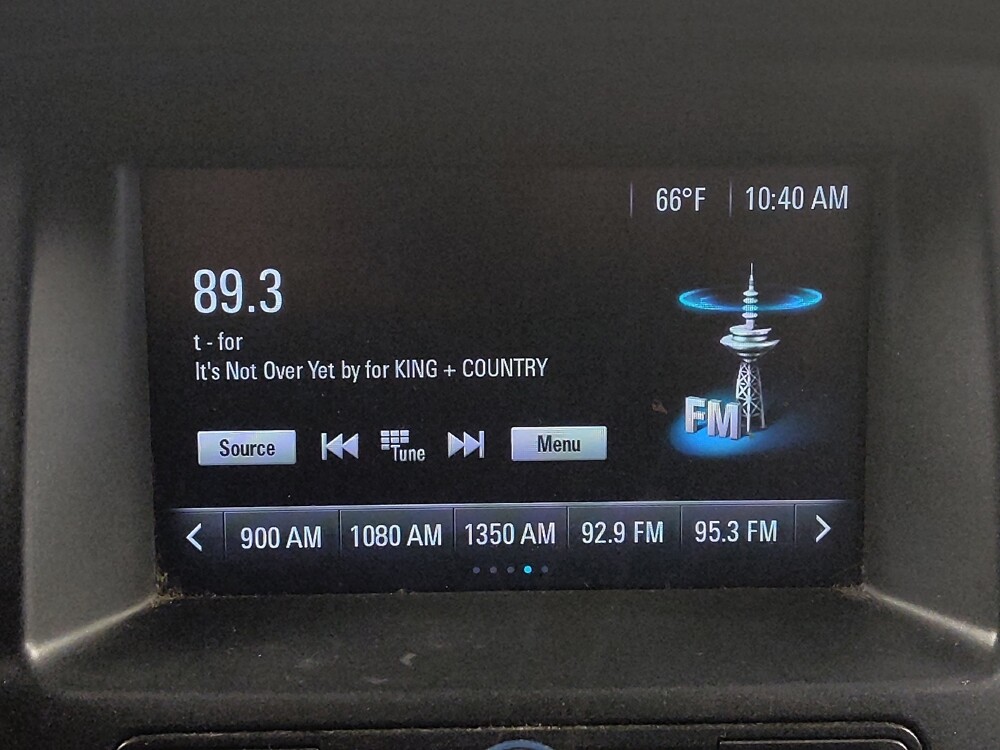 66°F 10:40 AM
89.3
t - for
It's Not Over Yet by for KING + COUNTRY
FM
Source Tune Menu
900 AM 1080 AM 1350 AM 92.9 FM 95.3 FM